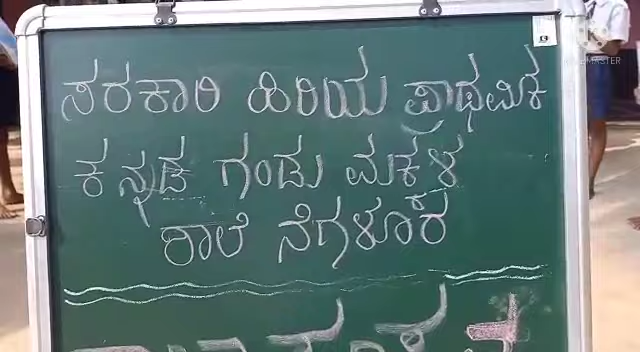 ಸರಕಾರಿ ಹಿರಿಯ ಪ್ರಾಥಮಿಕ
ಕನ್ನಡ ಗಂಡು ಮಕ್ಕಳ
ಶಾಲೆ ನೆಗಳೂರ